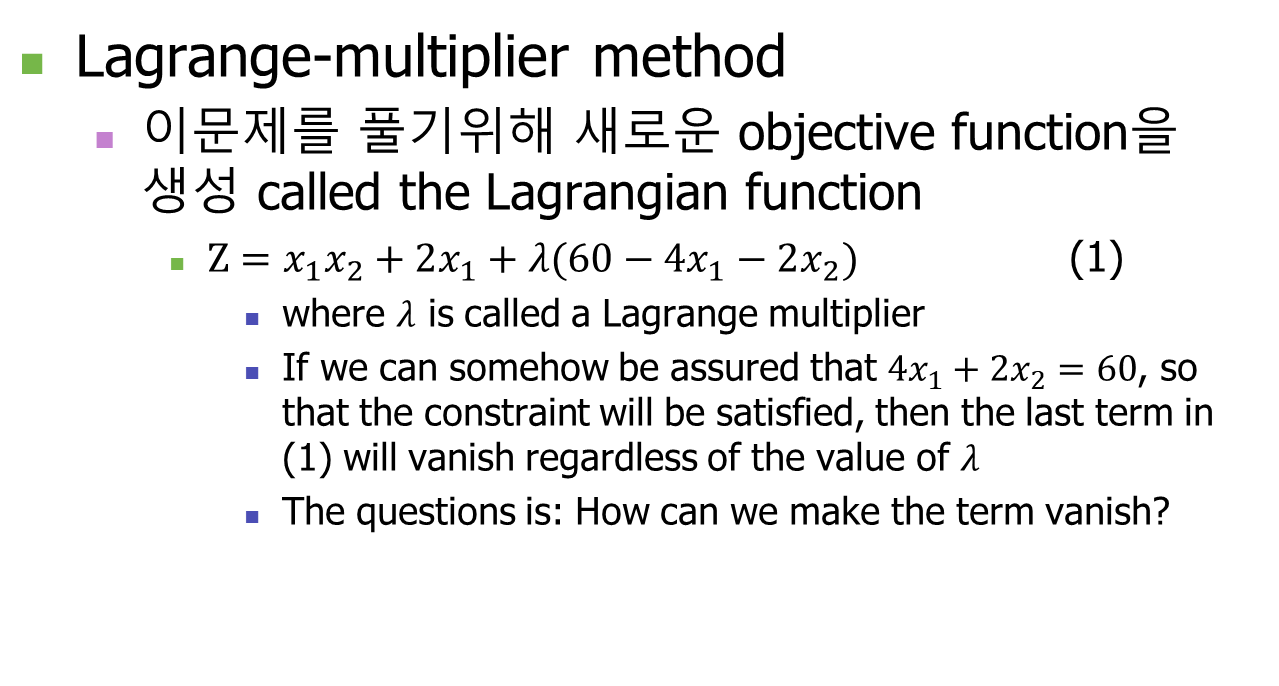 Lagrange-multiplier method
이문제를 풀기위해 새로운 objective function을
생성 called the Lagrangian function
Z = 𝑥₁𝑥₂ + 2𝑥₁ + 𝜆(60 − 4𝑥₁ − 2𝑥₂) (1)
where 𝜆 is called a Lagrange multiplier
If we can somehow be assured that 4𝑥₁ + 2𝑥₂ = 60, so
that the constraint will be satisfied, then the last term in
(1) will vanish regardless of the value of 𝜆
The questions is: How can we make the term vanish?